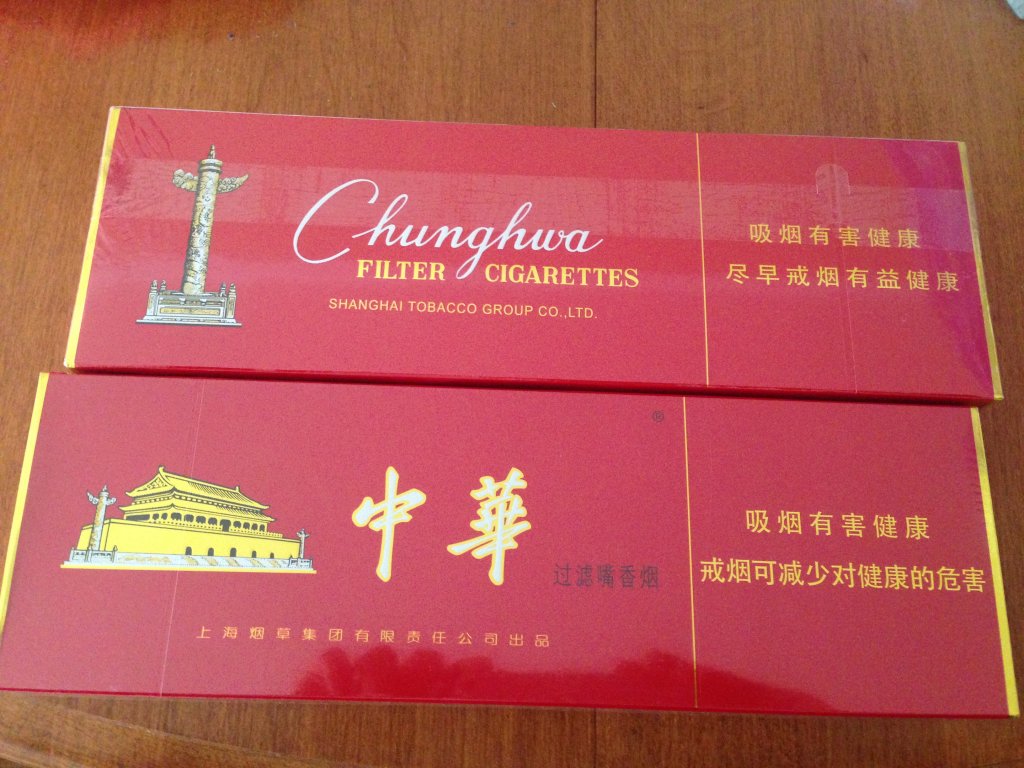 Chunghwa
FILTER CIGARETTES
SHANGHAI TOBACCO GROUP CO.,LTD.
吸烟有害健康
尽早戒烟有益健康
®
中華
过滤嘴香烟
上海烟草集团有限责任公司出品
吸烟有害健康
戒烟可减少对健康的危害